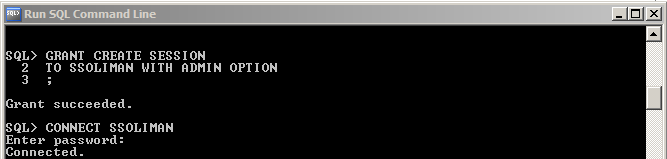 Run SQL Command Line
SQL> GRANT CREATE SESSION
2 TO SSOLIMAN WITH ADMIN OPTION
3 ;
Grant succeeded.
SQL> CONNECT SSOLIMAN
Enter password:
Connected.